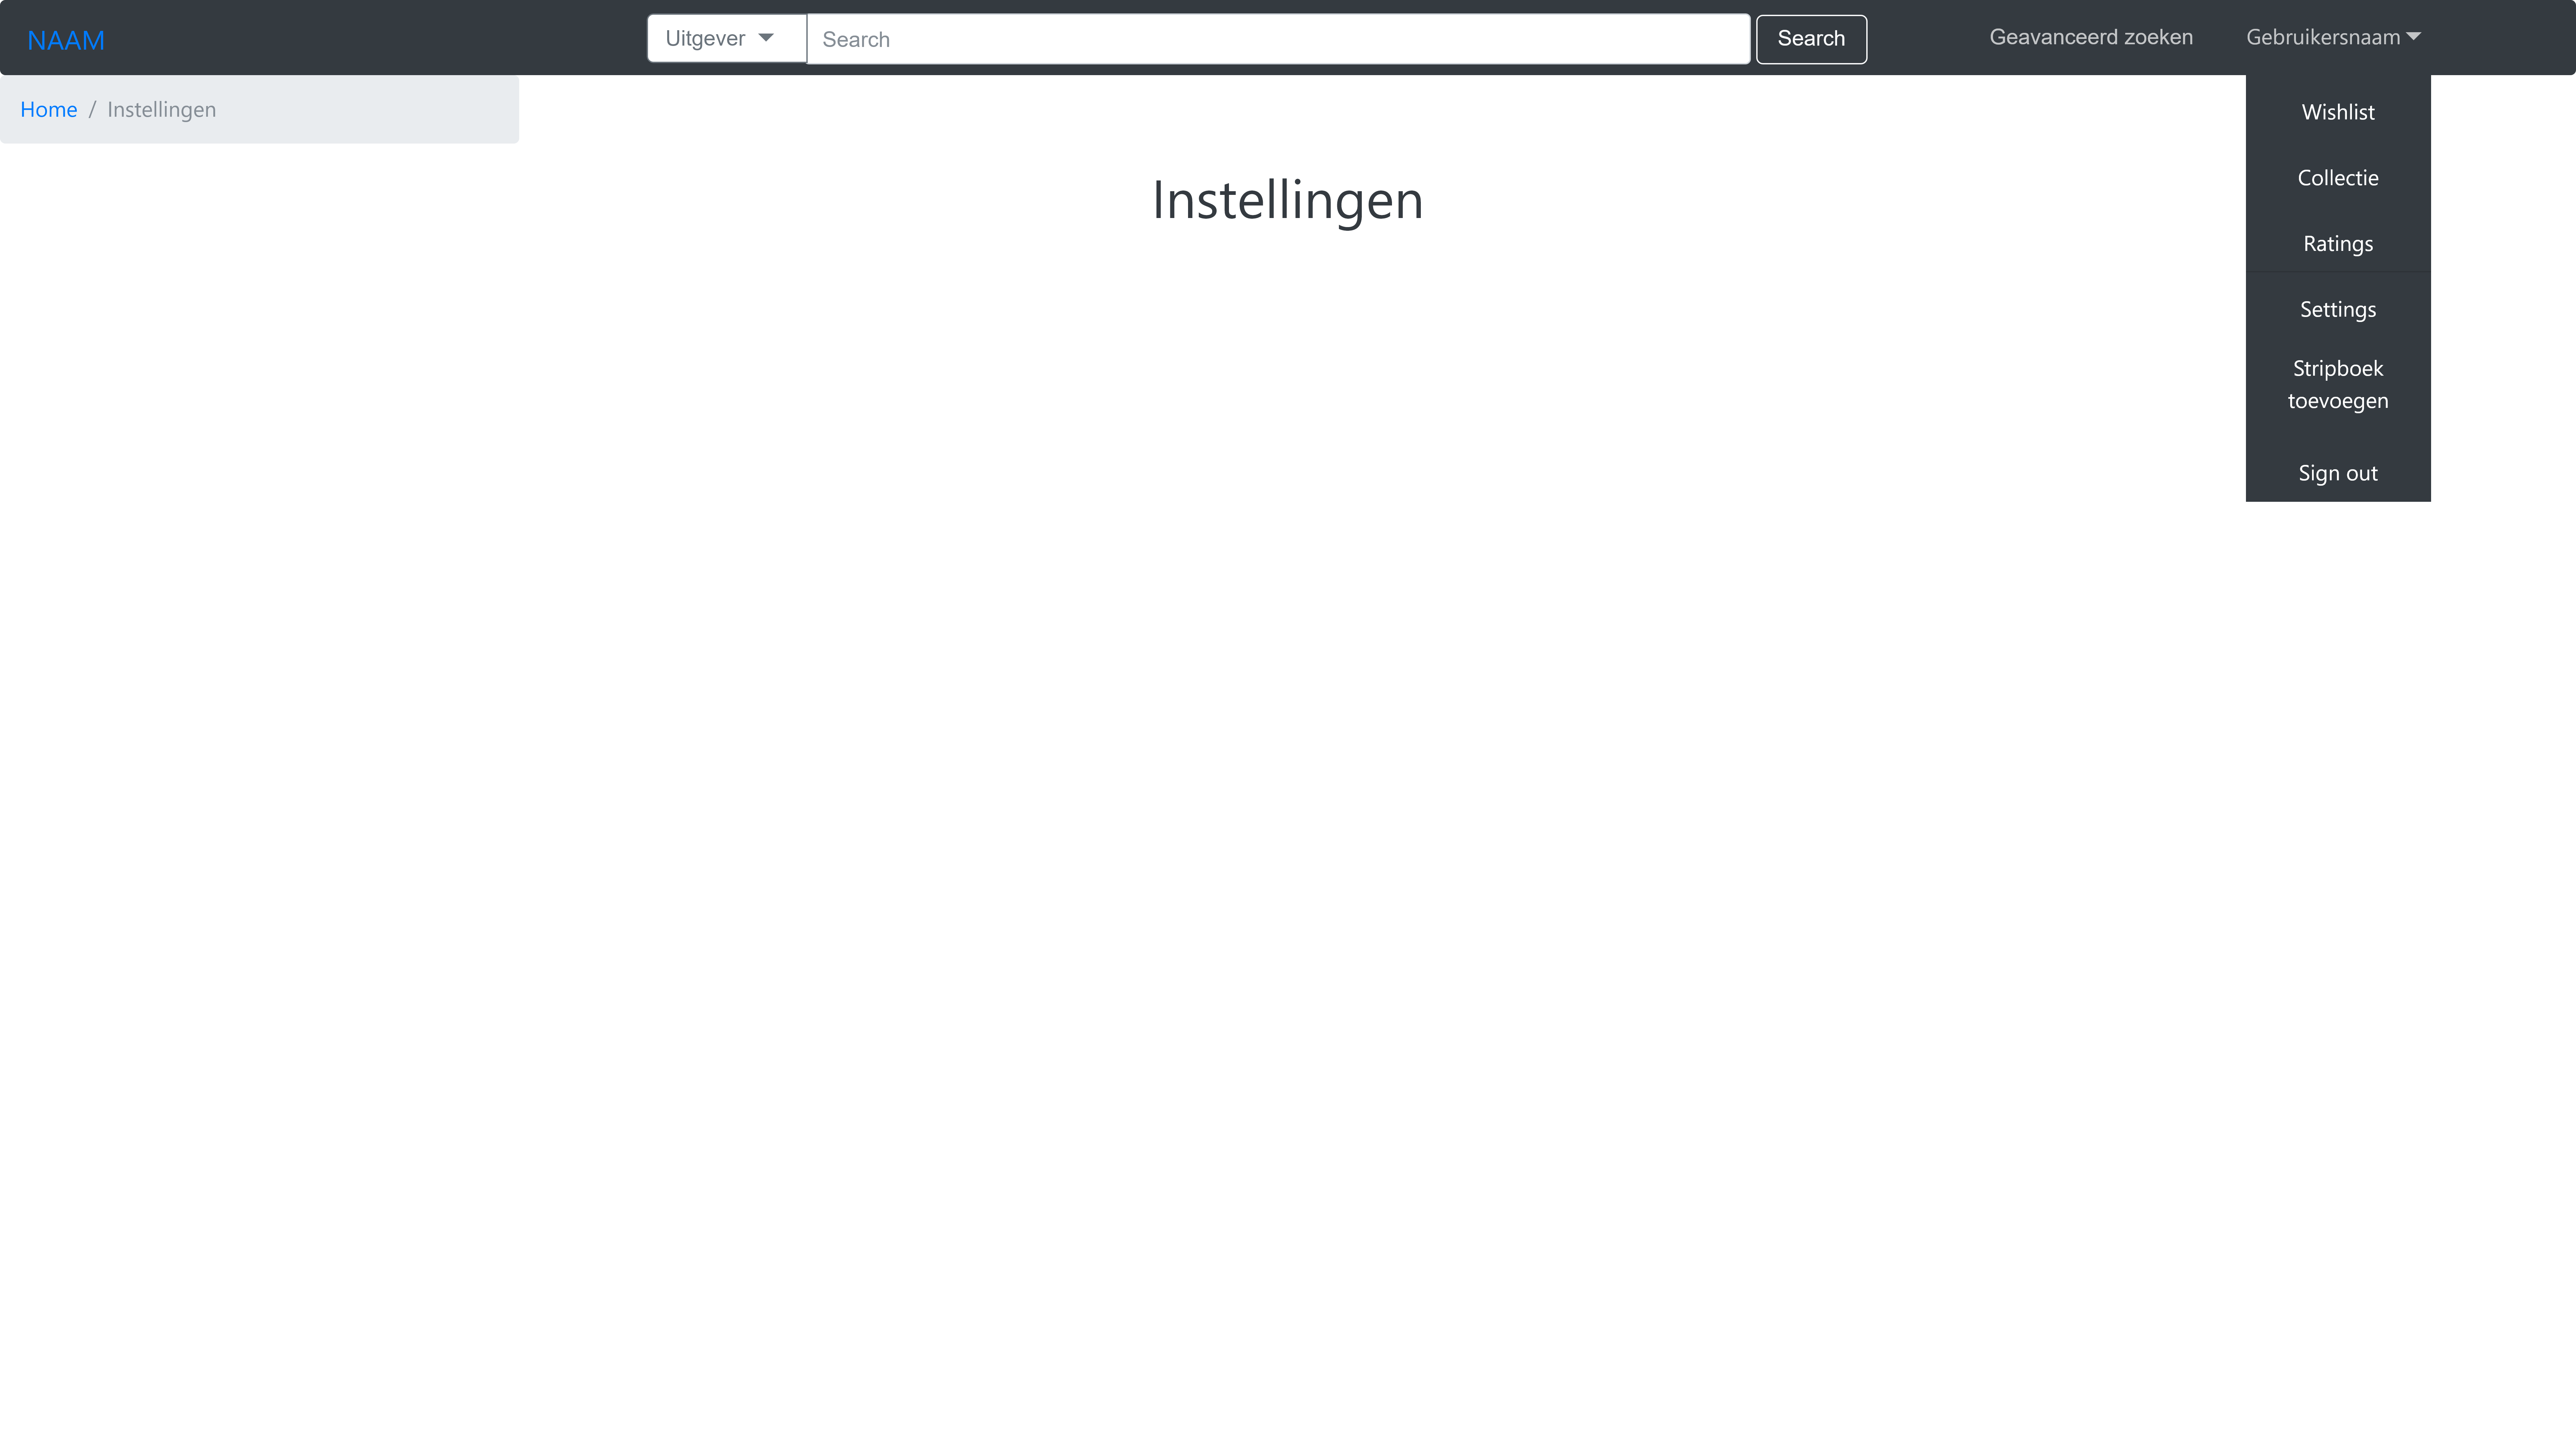 NAAM
Uitgever
Search
Search
Geavanceerd zoeken
Gebruikersnaam
Home / Instellingen
Instellingen
Wishlist
Collectie
Ratings
Settings
Stripboek
toevoegen
Sign out